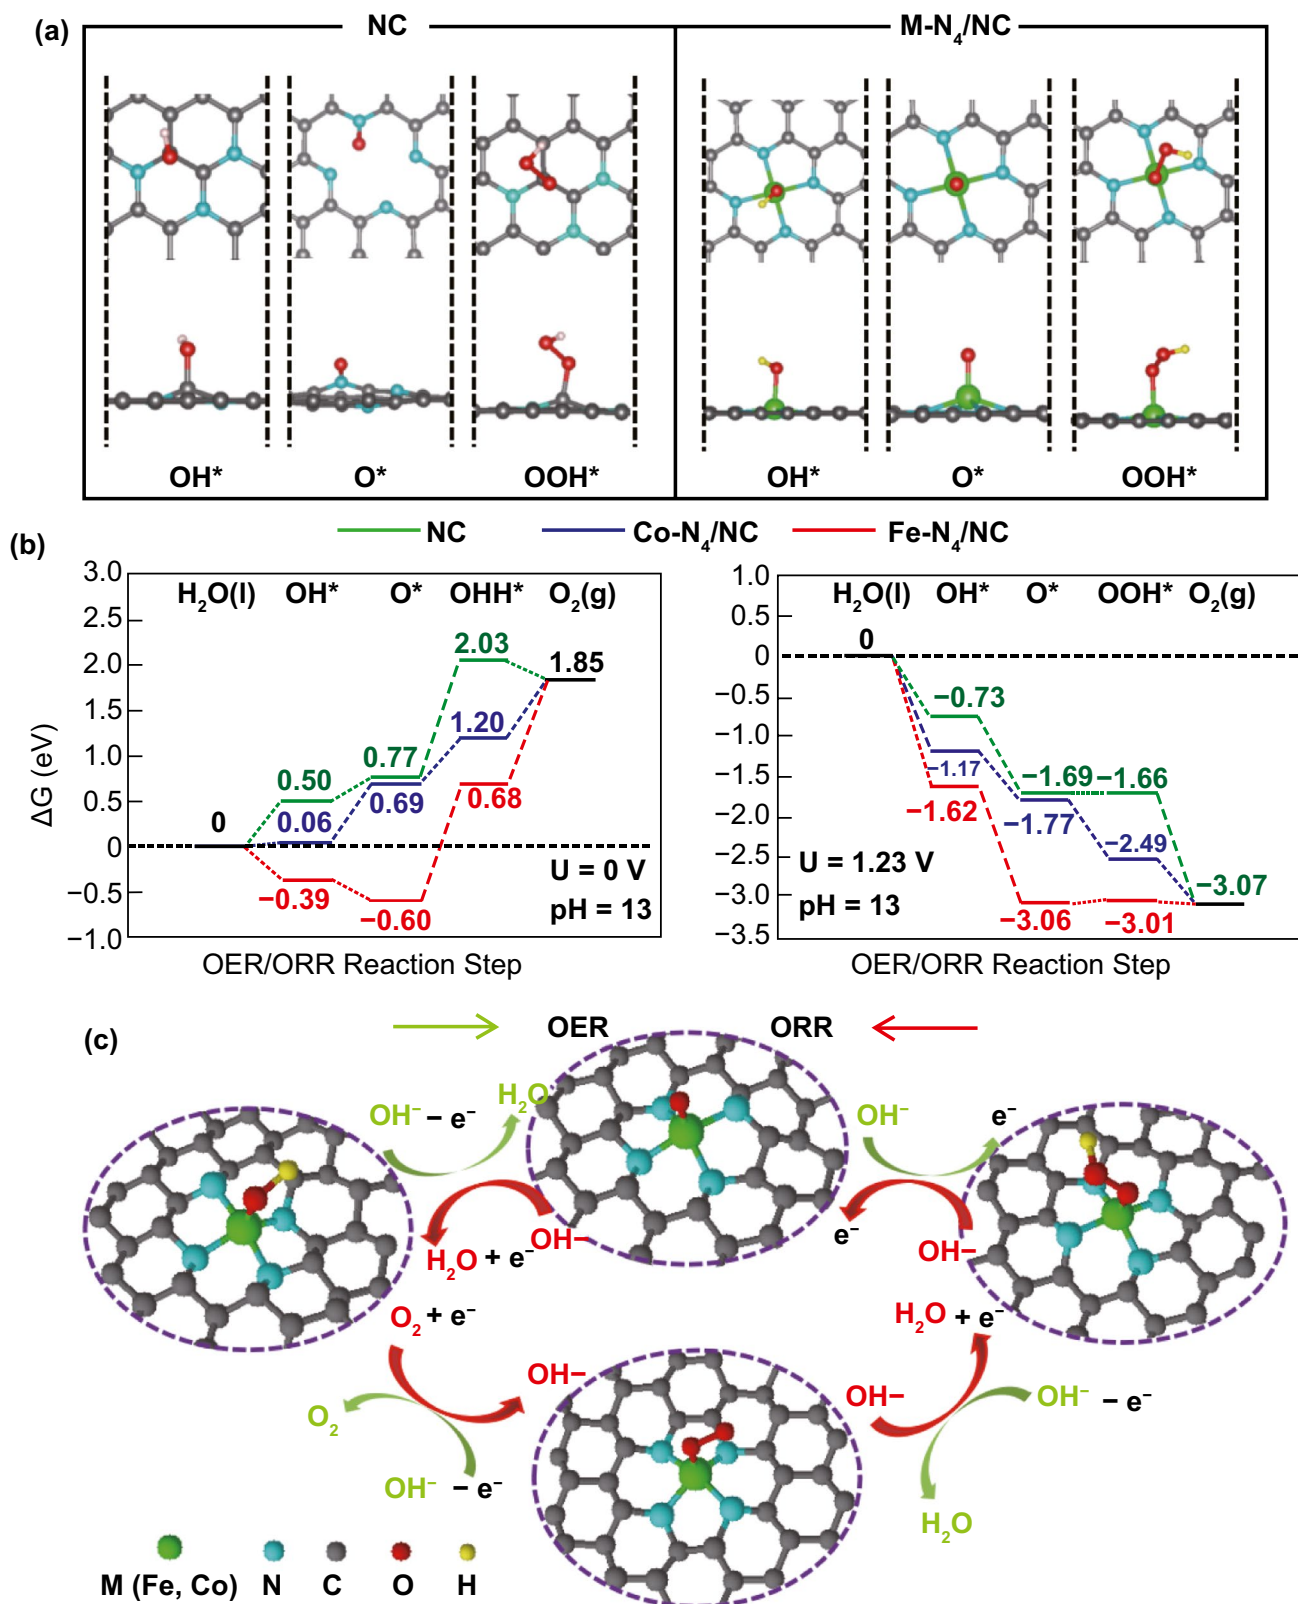 (a)
NC
M-N₄/NC
OH*
O*
OOH*
OH*
O*
OOH*
(b)
NC
Co-N₄/NC
Fe-N₄/NC
ΔG (eV)
3.0
2.5
2.0
1.5
1.0
0.5
0
−0.5
−1.0
H₂O(l)
OH*
O*
OHH*
O₂(g)
0
0.50
0.06
−0.39
0.77
0.69
−0.60
2.03
1.20
0.68
1.85
U = 0 V
pH = 13
OER/ORR Reaction Step
1.0
0.5
0
−0.5
−1.0
−1.5
−2.0
−2.5
−3.0
−3.5
H₂O(l)
OH*
O*
OOH*
O₂(g)
0
−0.73
−1.17
−1.62
−1.69
−1.77
−3.06
−1.66
−2.49
−3.01
−3.07
U = 1.23 V
pH = 13
OER/ORR Reaction Step
(c)
OER
ORR
OH⁻ − e⁻
H₂O
OH⁻
e⁻
H₂O + e⁻
OH−
e⁻
OH−
O₂ + e⁻
OH−
H₂O + e⁻
OH−
O₂
OH⁻ − e⁻
OH⁻ − e⁻
H₂O
M (Fe, Co)
N
C
O
H